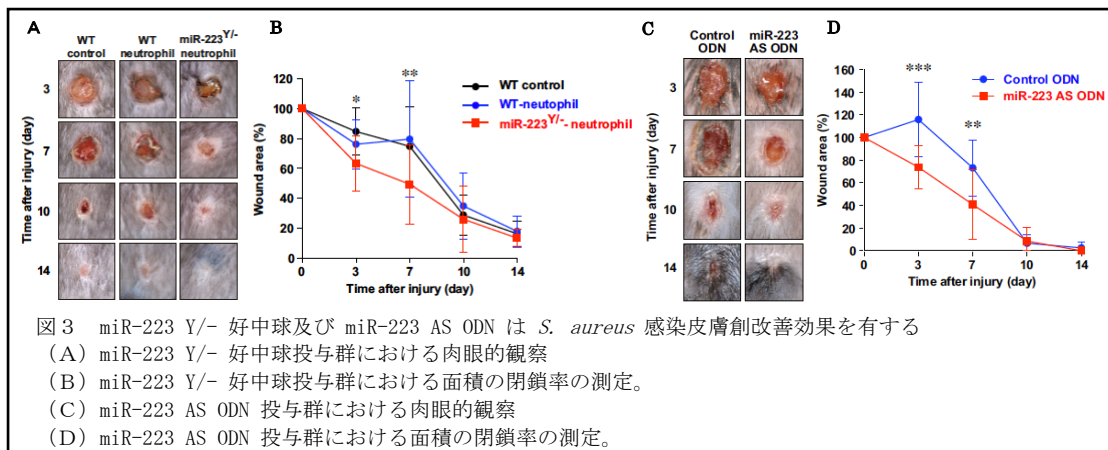 A
WT control
WT neutrophil
miR-223Y/- neutrophil
Time after injury (day)
3
7
10
14
B
Wound area (%)
120
100
80
60
40
20
0
*
**
WT control
WT-neutophil
miR-223Y/-- neutrophil
0 3 7 10 14
Time after injury (day)
C
Control ODN
miR-223 AS ODN
Time after injury (day)
3
7
10
14
D
Wound area (%)
160
140
120
100
80
60
40
20
0
***
**
Control ODN
miR-223 AS ODN
0 3 7 10 14
Time after injury (day)
図3 miR-223 Y/- 好中球及び miR-223 AS ODN は S. aureus 感染皮膚創改善効果を有する
(A) miR-223 Y/- 好中球投与群における肉眼的観察
(B) miR-223 Y/- 好中球投与群における面積の閉鎖率の測定。
(C) miR-223 AS ODN 投与群における肉眼的観察
(D) miR-223 AS ODN 投与群における面積の閉鎖率の測定。